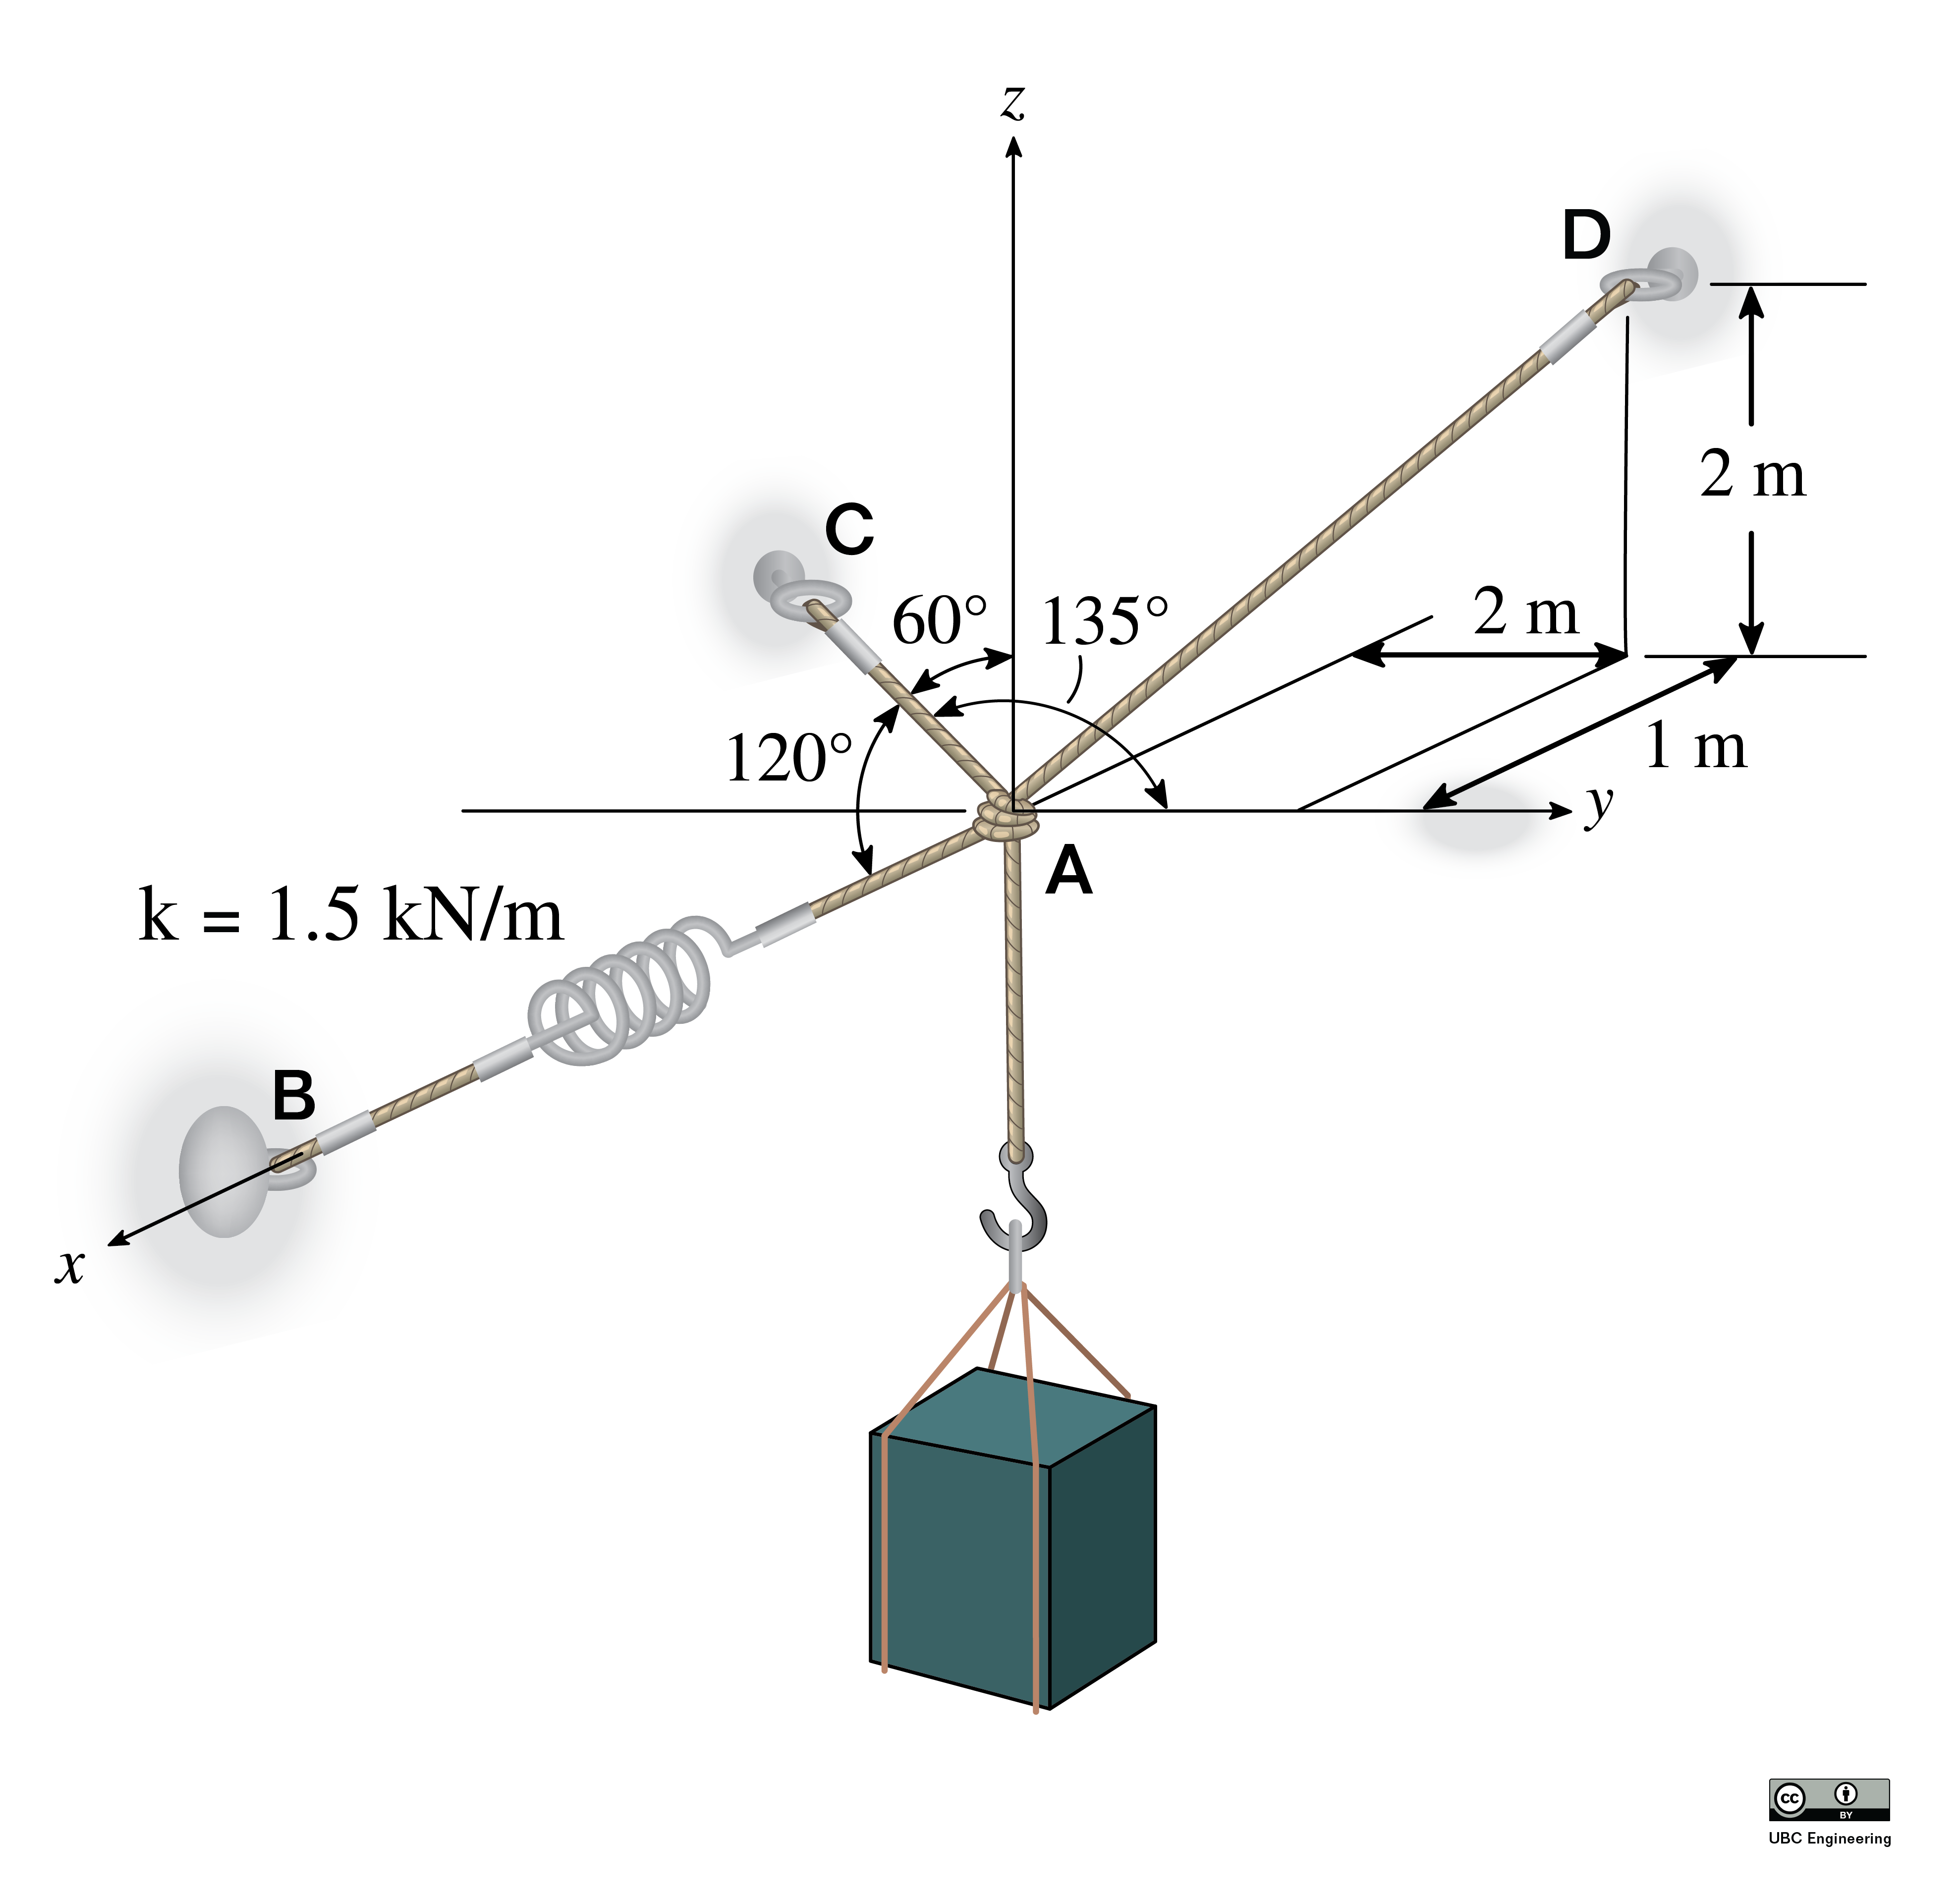 z
D
C
60°
135°
2 m
2 m
120°
1 m
y
A
k = 1.5 kN/m
B
x
cc
BY
UBC Engineering